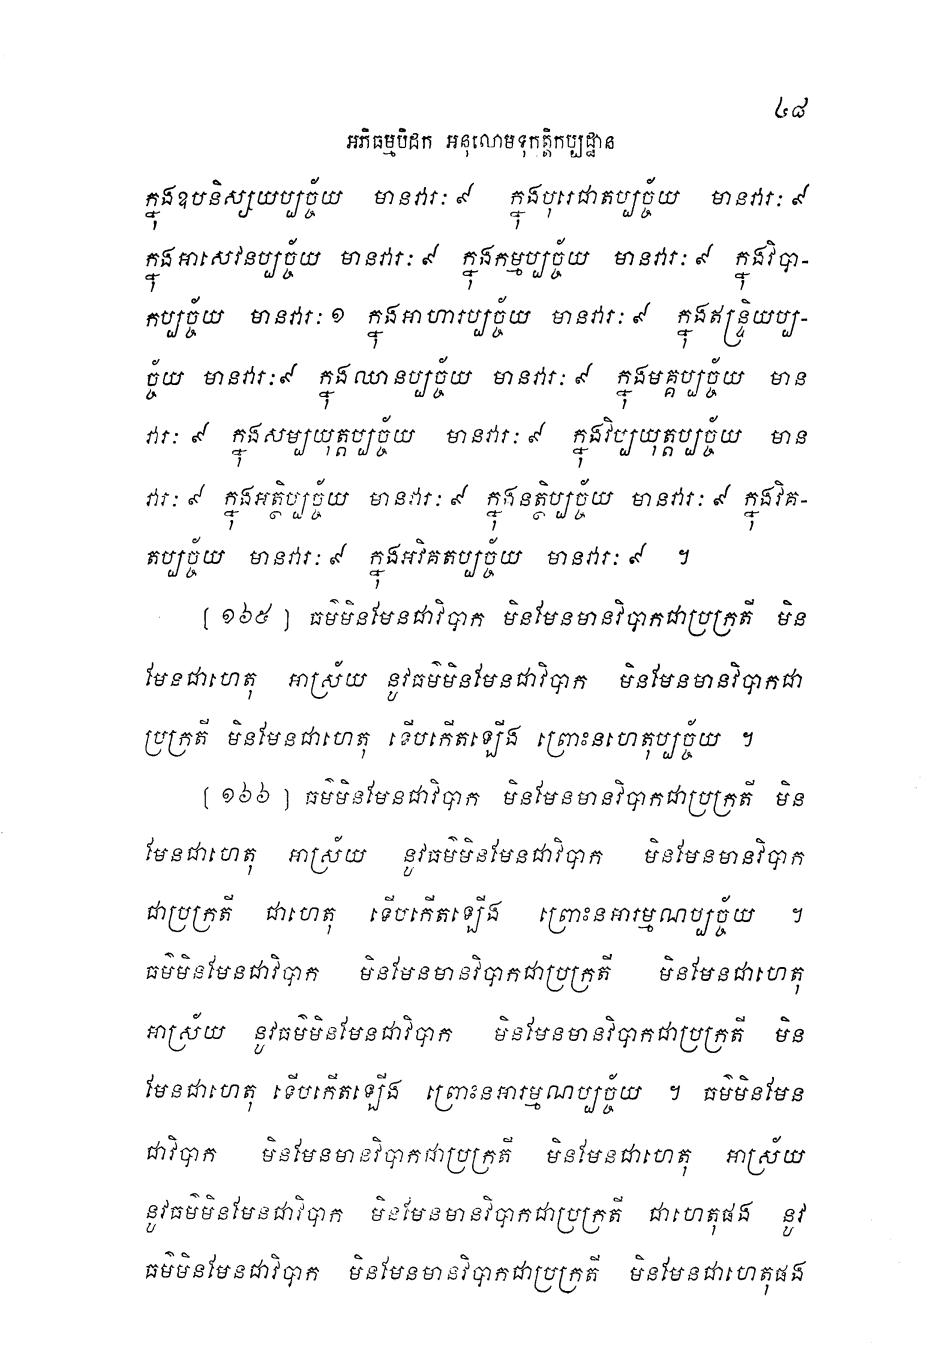 ៤៨
អភិធម្មបិដក អនុលោមទុកត្តិកប្បដ្ឋាន
ក្នុងឧបនិស្សយប្បច្ច័យ មានវារៈ ៩ ក្នុងបុរេជាតប្បច្ច័យ មានវារៈ ៩
ក្នុងអាសេវនប្បច្ច័យ មានវារៈ ៩ ក្នុងកម្មប្បច្ច័យ មានវារៈ ៩ ក្នុងវិបា-
កប្បច្ច័យ មានវារៈ ១ ក្នុងអាហារប្បច្ច័យ មានវារៈ ៩ ក្នុងឥន្ទ្រិយប្ប-
ច្ច័យ មានវារៈ ៩ ក្នុងឈានប្បច្ច័យ មានវារៈ ៩ ក្នុងមគ្គប្បច្ច័យ មាន
វារៈ ៩ ក្នុងសម្បយុត្តប្បច្ច័យ មានវារៈ ៩ ក្នុងវិប្បយុត្តប្បច្ច័យ មាន
វារៈ ៩ ក្នុងអត្ថិប្បច្ច័យ មានវារៈ ៩ ក្នុងនត្ថិប្បច្ច័យ មានវារៈ ៩ ក្នុងវិគ-
តប្បច្ច័យ មានវារៈ ៩ ក្នុងអវិគតប្បច្ច័យ មានវារៈ ៩ ។
[ ១៦៥ ] ធម៌មិនមែនជាវិបាក មិនមែនមានវិបាកជាប្រក្រតី មិន
មែនជាហេតុ អាស្រ័យ នូវធម៌មិនមែនជាវិបាក មិនមែនមានវិបាកជា
ប្រក្រតី មិនមែនជាហេតុ ទើបកើតឡើង ព្រោះនហេតុប្បច្ច័យ ។
[ ១៦៦ ] ធម៌មិនមែនជាវិបាក មិនមែនមានវិបាកជាប្រក្រតី មិន
មែនជាហេតុ អាស្រ័យ នូវធម៌មិនមែនជាវិបាក មិនមែនមានវិបាក
ជាប្រក្រតី ជាហេតុ ទើបកើតឡើង ព្រោះនអារម្មណប្បច្ច័យ ។
ធម៌មិនមែនជាវិបាក មិនមែនមានវិបាកជាប្រក្រតី មិនមែនជាហេតុ
អាស្រ័យ នូវធម៌មិនមែនជាវិបាក មិនមែនមានវិបាកជាប្រក្រតី មិន
មែនជាហេតុ ទើបកើតឡើង ព្រោះនអារម្មណប្បច្ច័យ ។ ធម៌មិនមែន
ជាវិបាក មិនមែនមានវិបាកជាប្រក្រតី មិនមែនជាហេតុ អាស្រ័យ
នូវធម៌មិនមែនជាវិបាក មិនមែនមានវិបាកជាប្រក្រតី ជាហេតុផង នូវ
ធម៌មិនមែនជាវិបាក មិនមែនមានវិបាកជាប្រក្រតី មិនមែនជាហេតុផង